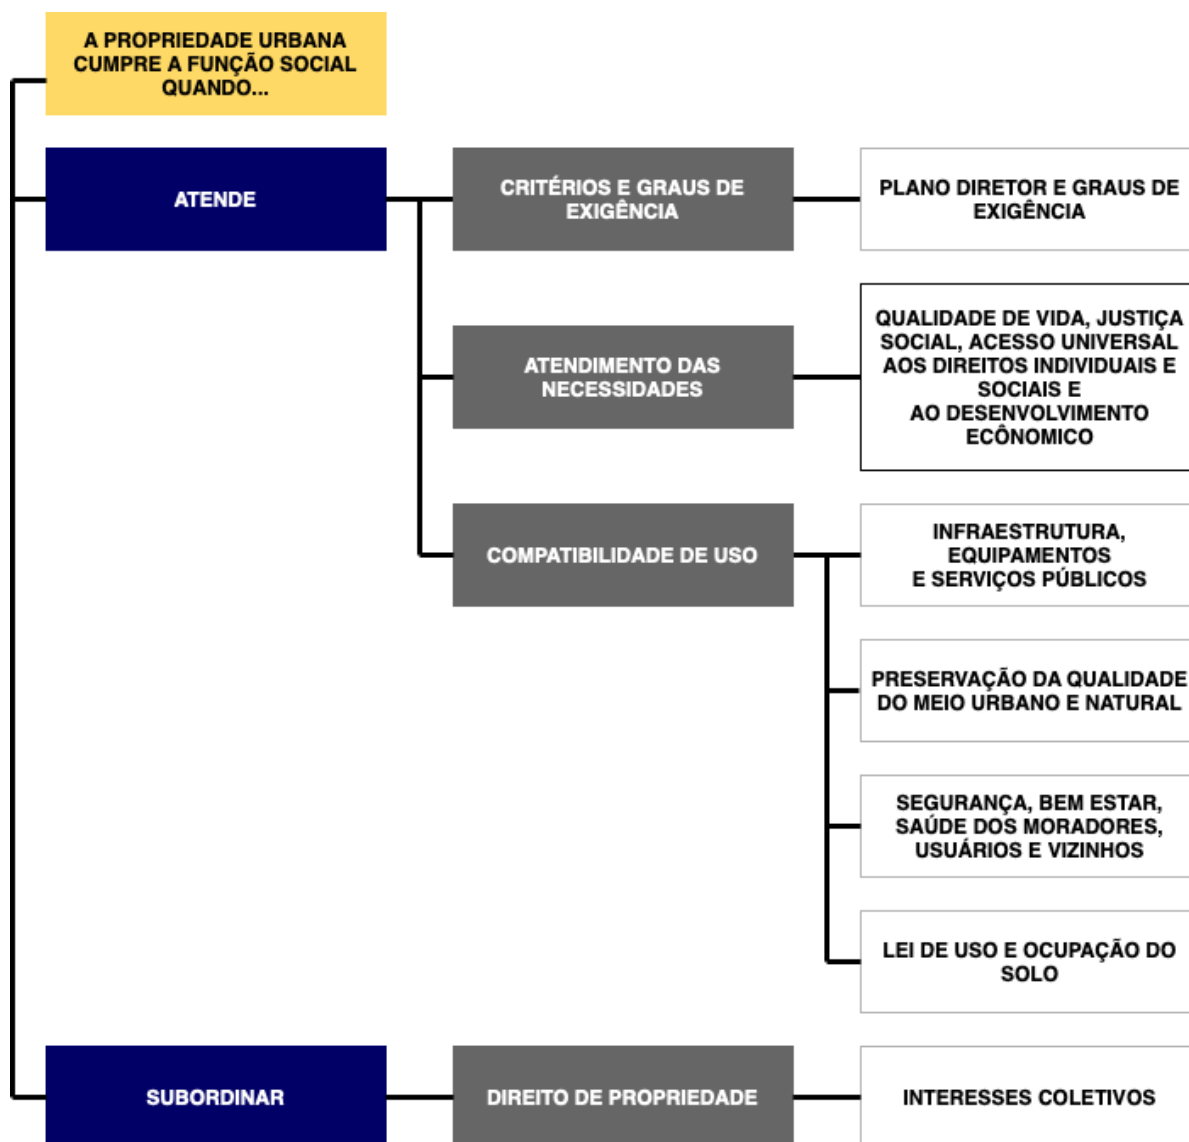 A PROPRIEDADE URBANA
CUMPRE A FUNÇÃO SOCIAL
QUANDO...
ATENDE
CRITÉRIOS E GRAUS DE
EXIGÊNCIA
PLANO DIRETOR E GRAUS DE
EXIGÊNCIA
ATENDIMENTO DAS
NECESSIDADES
QUALIDADE DE VIDA, JUSTIÇA
SOCIAL, ACESSO UNIVERSAL
AOS DIREITOS INDIVIDUAIS E
SOCIAIS E
AO DESENVOLVIMENTO
ECÔNOMICO
COMPATIBILIDADE DE USO
INFRAESTRUTURA,
EQUIPAMENTOS
E SERVIÇOS PÚBLICOS
PRESERVAÇÃO DA QUALIDADE
DO MEIO URBANO E NATURAL
SEGURANÇA, BEM ESTAR,
SAÚDE DOS MORADORES,
USUÁRIOS E VIZINHOS
LEI DE USO E OCUPAÇÃO DO
SOLO
SUBORDINAR
DIREITO DE PROPRIEDADE
INTERESSES COLETIVOS